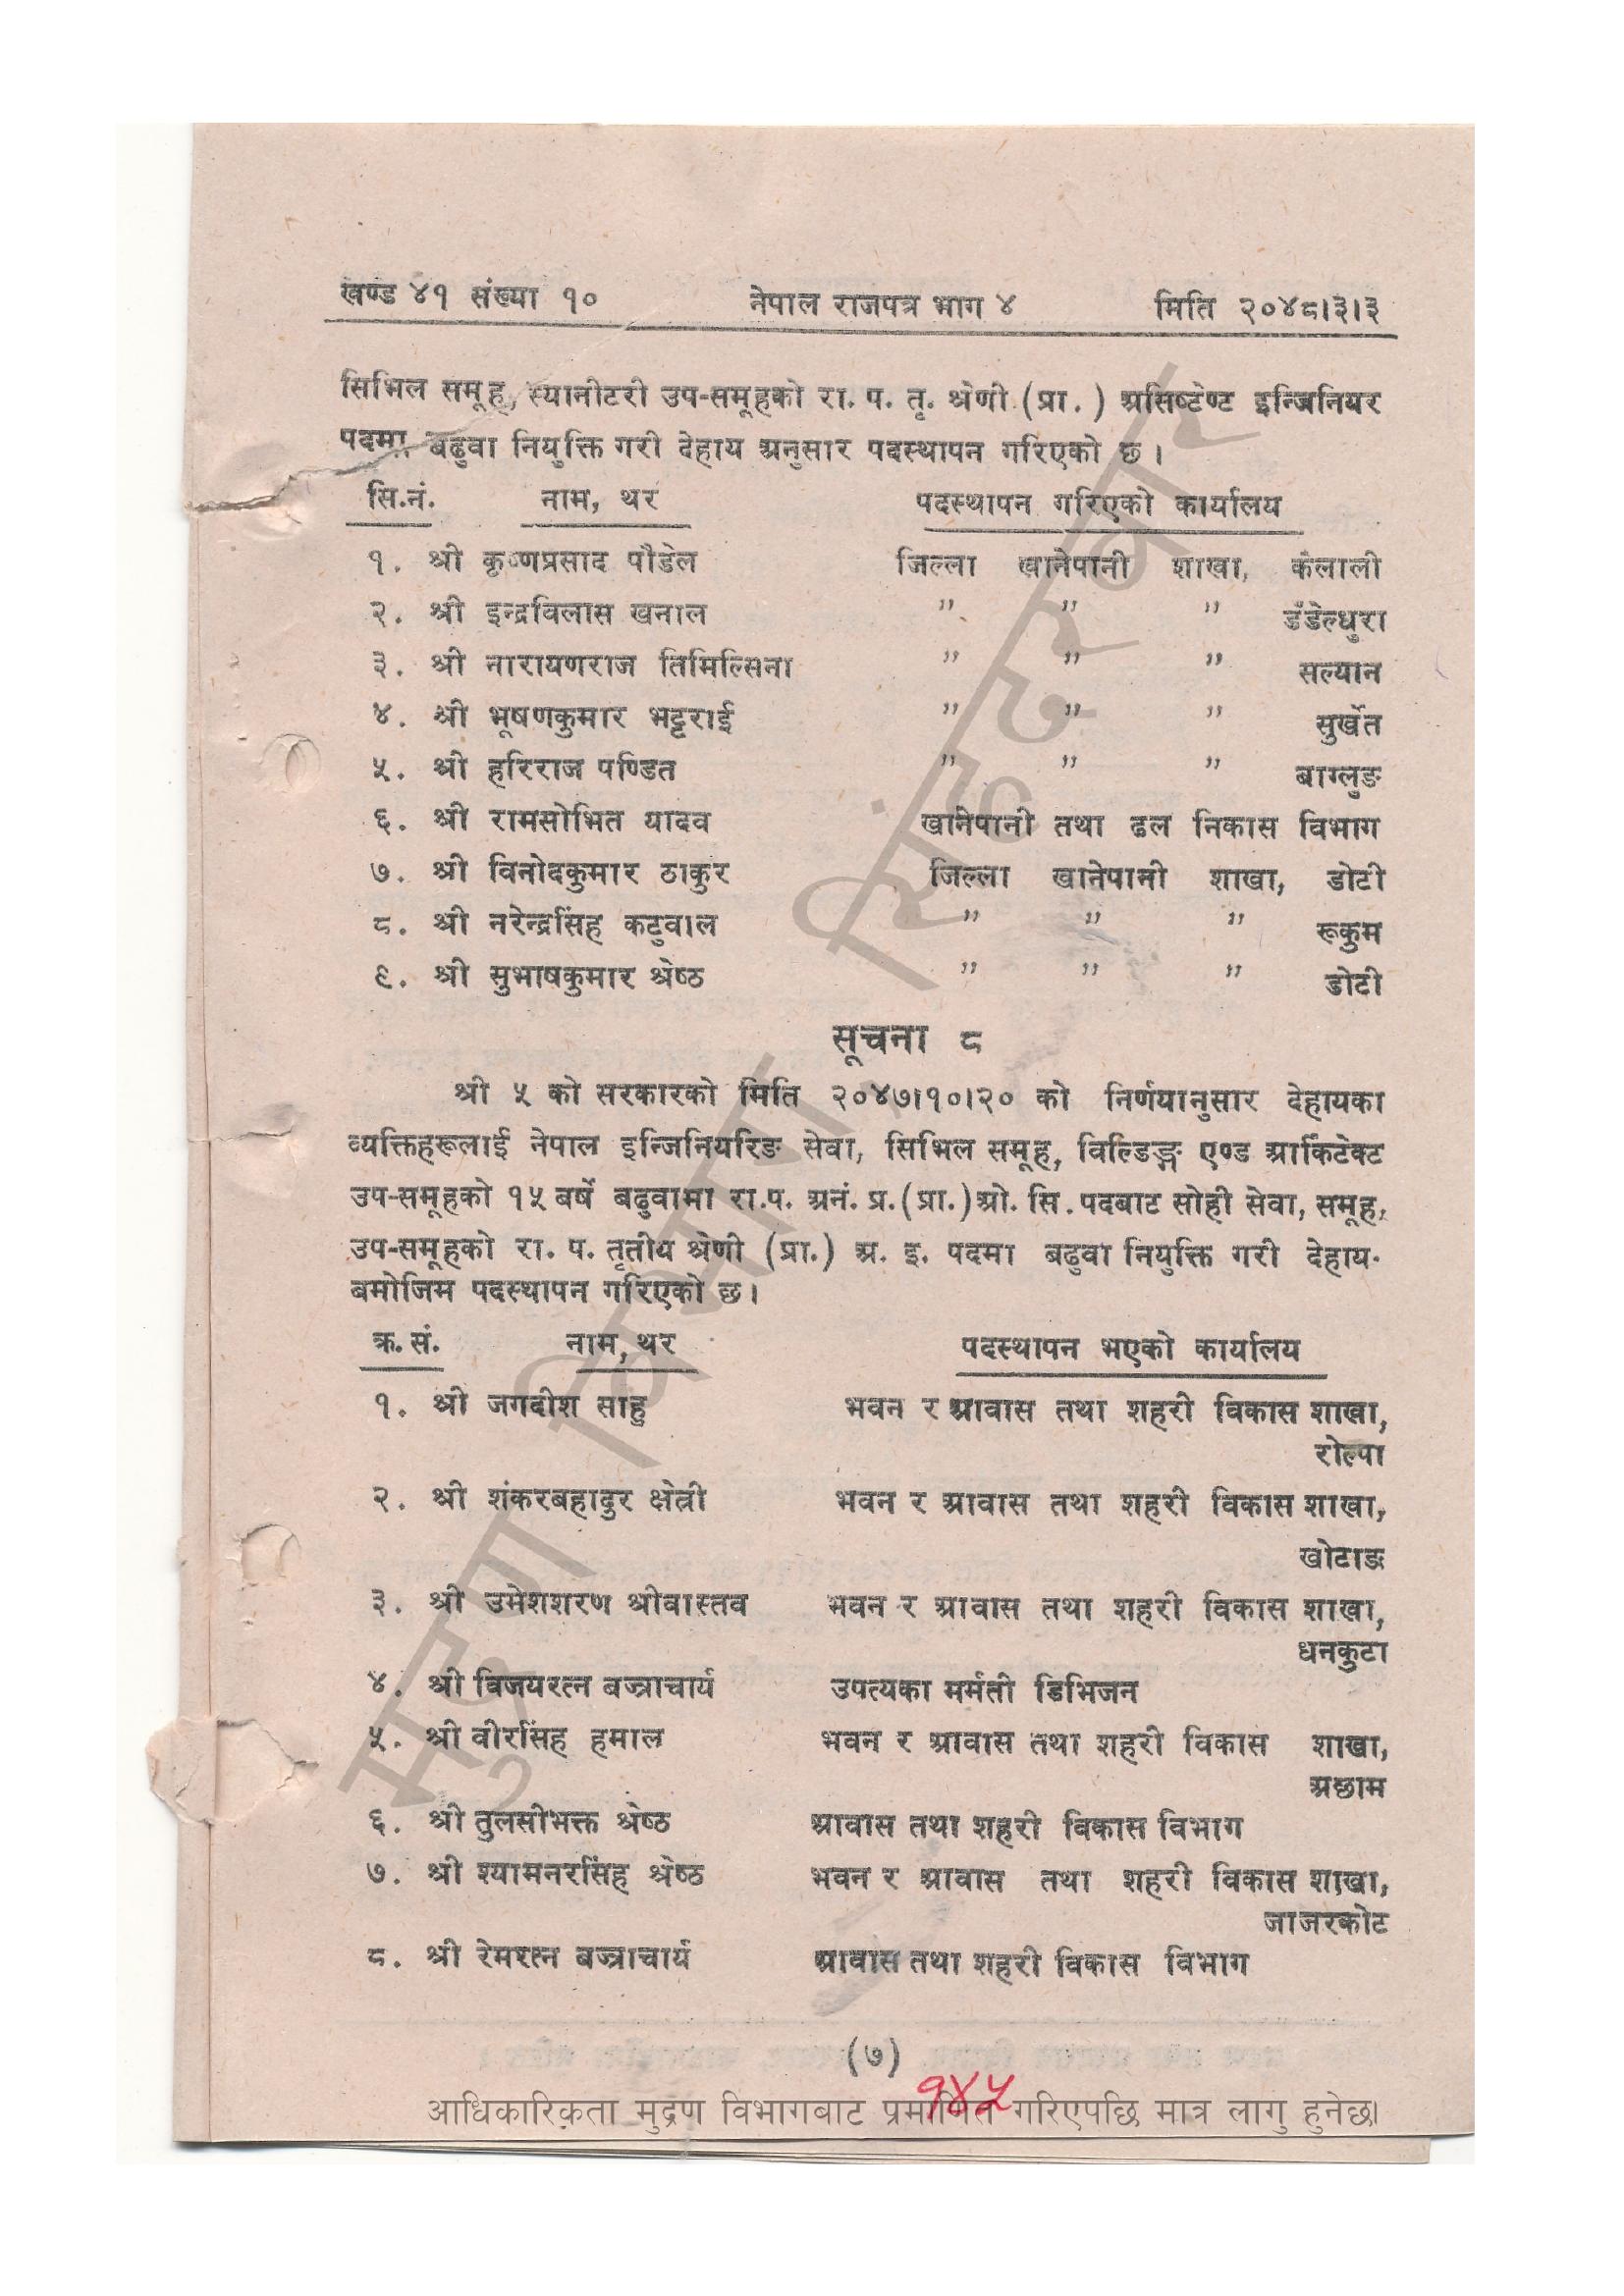 खण्ड ४१ संख्या १० नेपाल राजपत्र भाग ४ मिति २०४८।३।३
सिभिल समूह, स्यानीटरी उप-समूहको रा. प. तृ. श्रेणी (प्रा.) असिष्टेण्ट इन्जिनियर
पदमा बढुवा नियुक्ति गरी देहाय अनुसार पदस्थापन गरिएको छ ।
सि.नं. नाम, थर पदस्थापन गरिएको कार्यालय
१. श्री कृष्णप्रसाद पौडेल जिल्ला खानेपानी शाखा, कैलाली
२. श्री इन्द्रविलास खनाल " " " डंडेल्धुरा
३. श्री नारायणराज तिमिल्सिना " " " सल्यान
४. श्री भूषणकुमार भट्टराई " " " सुर्खेत
५. श्री हरिराज पण्डित " " " बाग्लुङ
६. श्री रामसोभित यादव खानेपानी तथा ढल निकास विभाग
७. श्री विनोदकुमार ठाकुर जिल्ला खानेपानी शाखा, डोटी
८. श्री नरेन्द्रसिंह कटुवाल " " " रूकुम
९. श्री सुभाषकुमार श्रेष्ठ " " " डोटी
सूचना ८
श्री ५ को सरकारको मिति २०४७।१०।२० को निर्णयानुसार देहायका
व्यक्तिहरूलाई नेपाल इन्जिनियरिङ सेवा, सिभिल समूह, विल्डिङ्ग एण्ड आर्किटेक्ट
उप-समूहको १५ बर्षे बढुवामा रा.प. अनं. प्र.(प्रा.)ओ. सि. पदबाट सोही सेवा, समूह,
उप-समूहको रा. प. तृतीय श्रेणी (प्रा.) अ. इ. पदमा बढुवा नियुक्ति गरी देहाय-
बमोजिम पदस्थापन गरिएको छ।
क्र. सं. नाम, थर पदस्थापन भएको कार्यालय
१. श्री जगदीश साहु भवन र आवास तथा शहरी विकास शाखा,
रोल्पा
२. श्री शंकरबहादुर क्षेत्री भवन र आवास तथा शहरी विकास शाखा,
खोटाङ
३. श्री उमेशशरण श्रीवास्तव भवन र आवास तथा शहरी विकास शाखा,
धनकुटा
४. श्री विजयरत्न बज्राचार्य उपत्यका मर्मती डिभिजन
५. श्री वीरसिंह हमाल भवन र आवास तथा शहरी विकास शाखा,
अछाम
६. श्री तुलसीभक्त श्रेष्ठ आवास तथा शहरी विकास विभाग
७. श्री श्यामनरसिंह श्रेष्ठ भवन र आवास तथा शहरी विकास शाखा,
जाजरकोट
८. श्री रेमरत्न बज्राचार्य आवास तथा शहरी विकास विभाग
(७)
१४५
आधिकारिकता मुद्रण विभागबाट प्रमाणित गरिएपछि मात्र लागु हुनेछ।
मुद्रण विभाग, सिंहदरबार